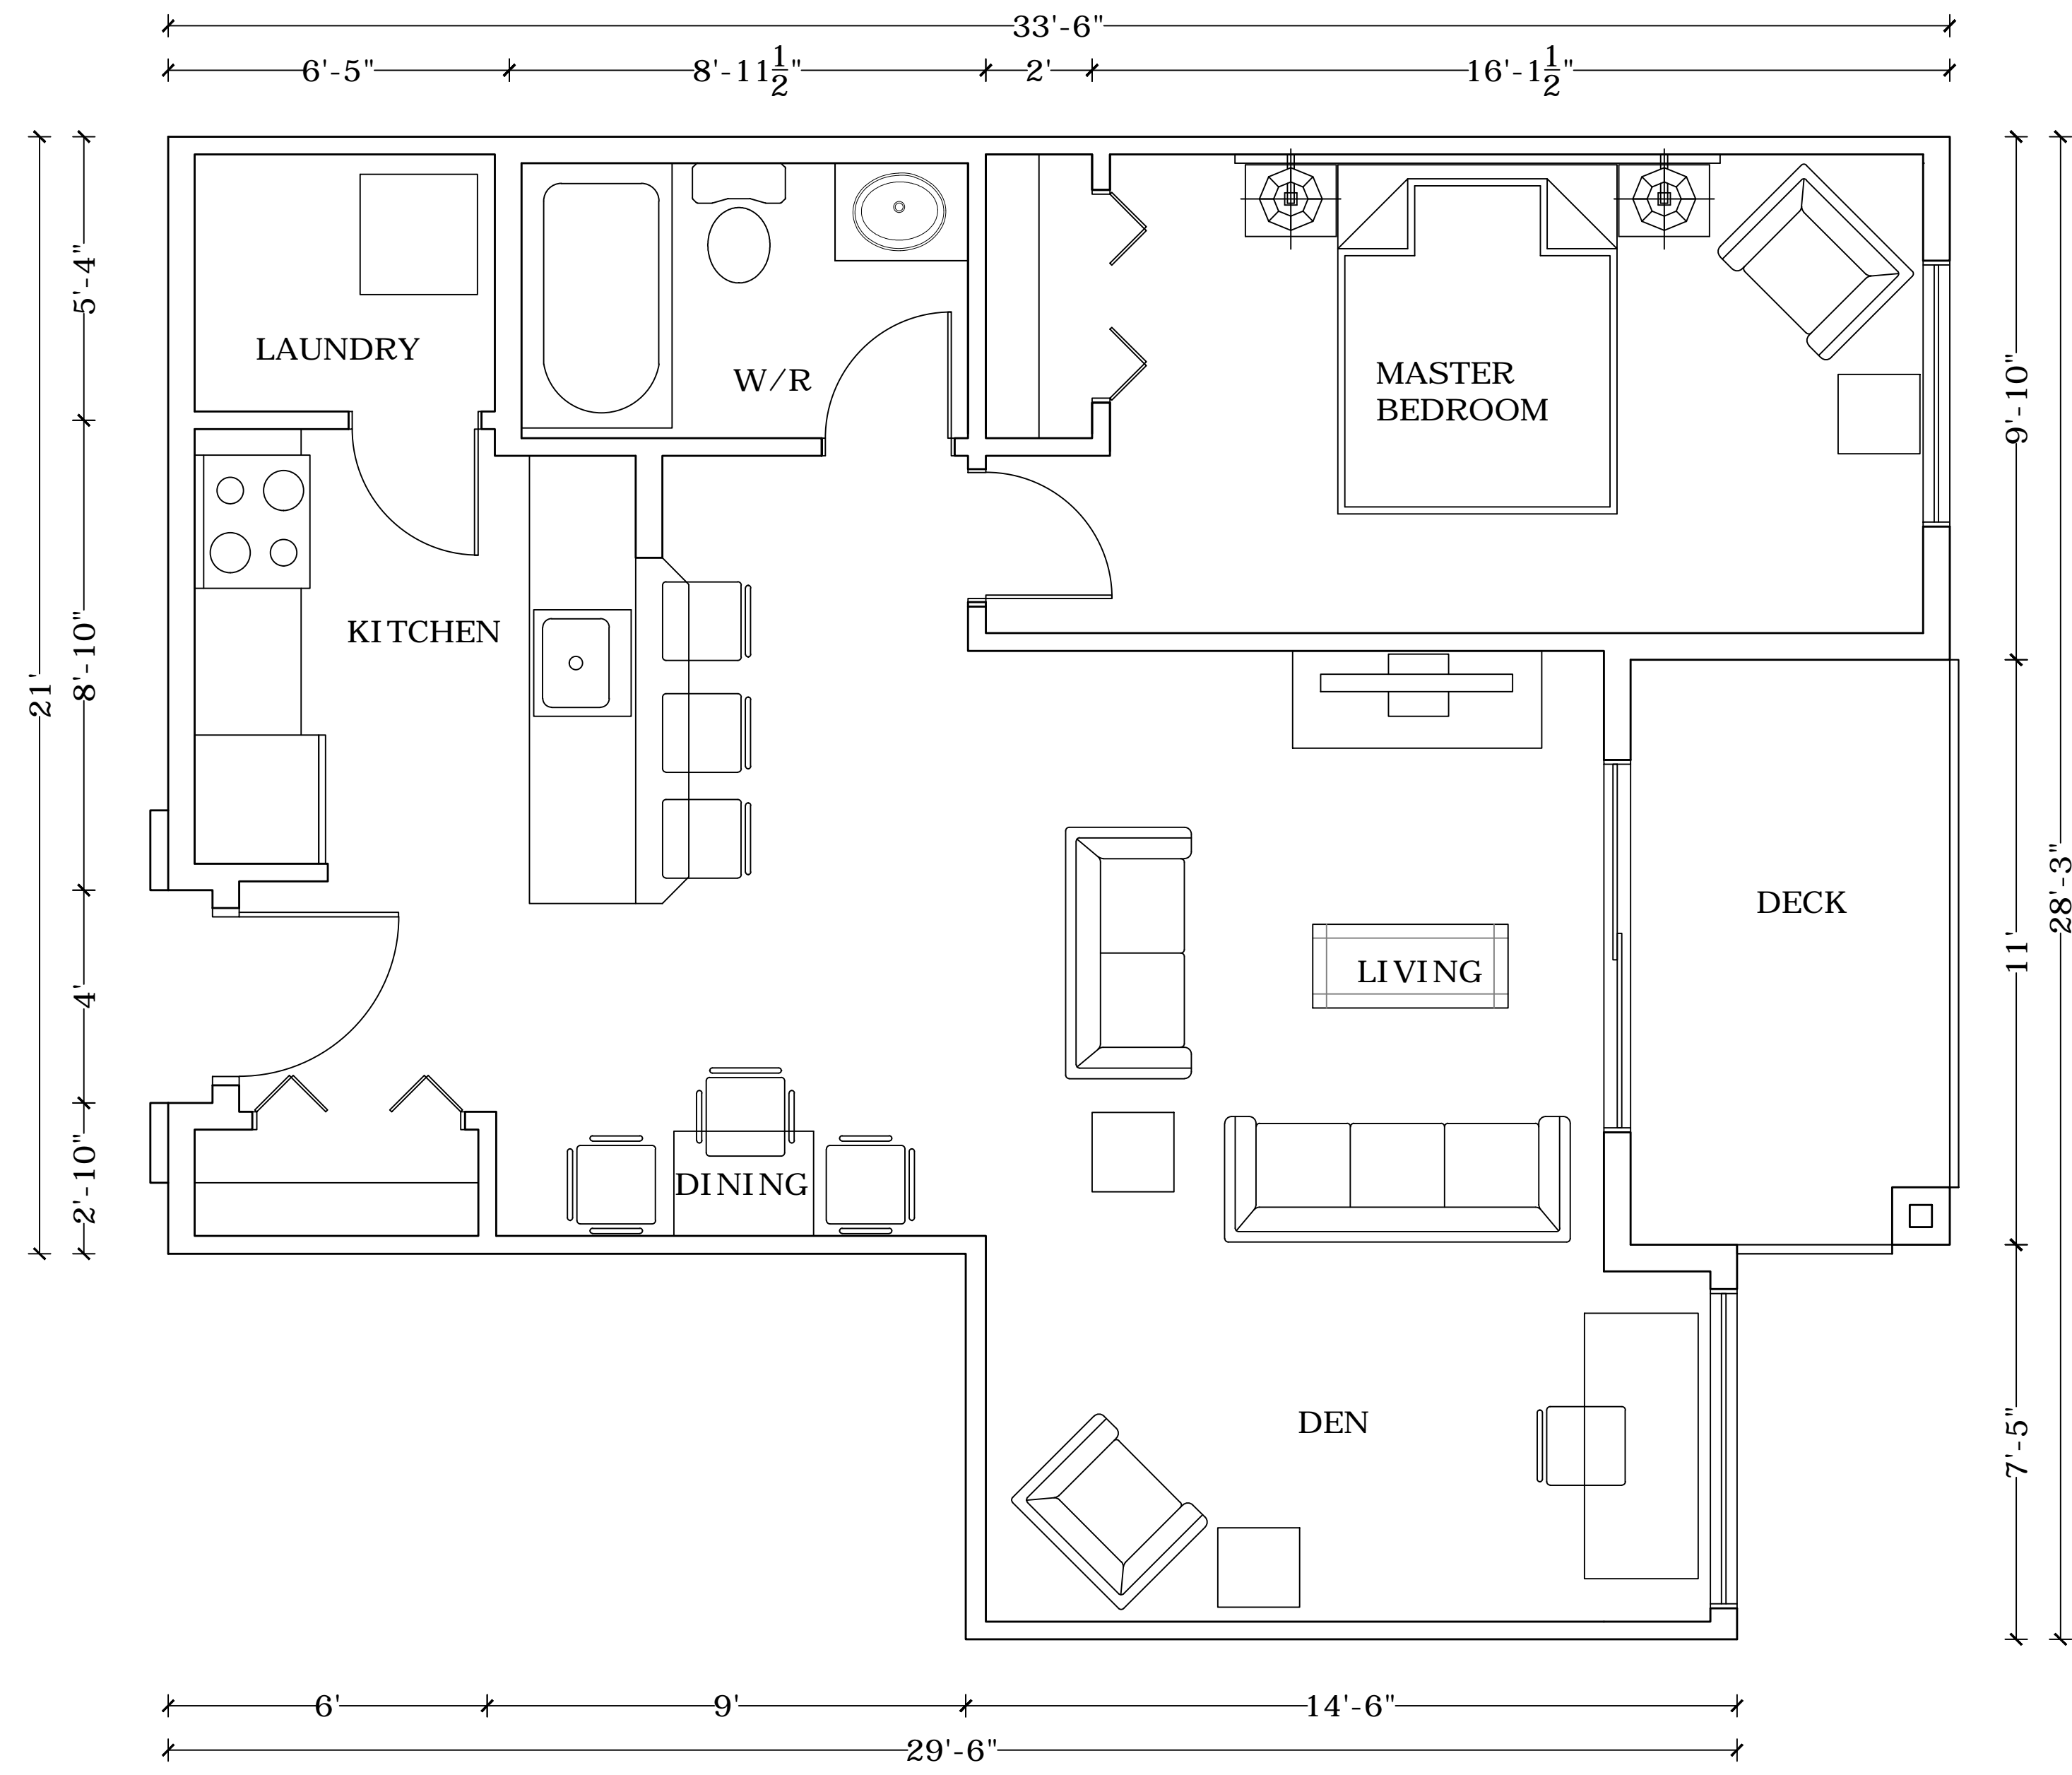 33'-6"
6'-5" 8'-11 1/2" 2' 16'-1 1/2"
5'-4"
8'-10"
21'
4'
2'-10"
LAUNDRY
W/R
MASTER
BEDROOM
9'-10"
KITCHEN
28'-3"
DECK
11'
LIVING
DINING
DEN
7'-5"
6' 9' 14'-6"
29'-6"